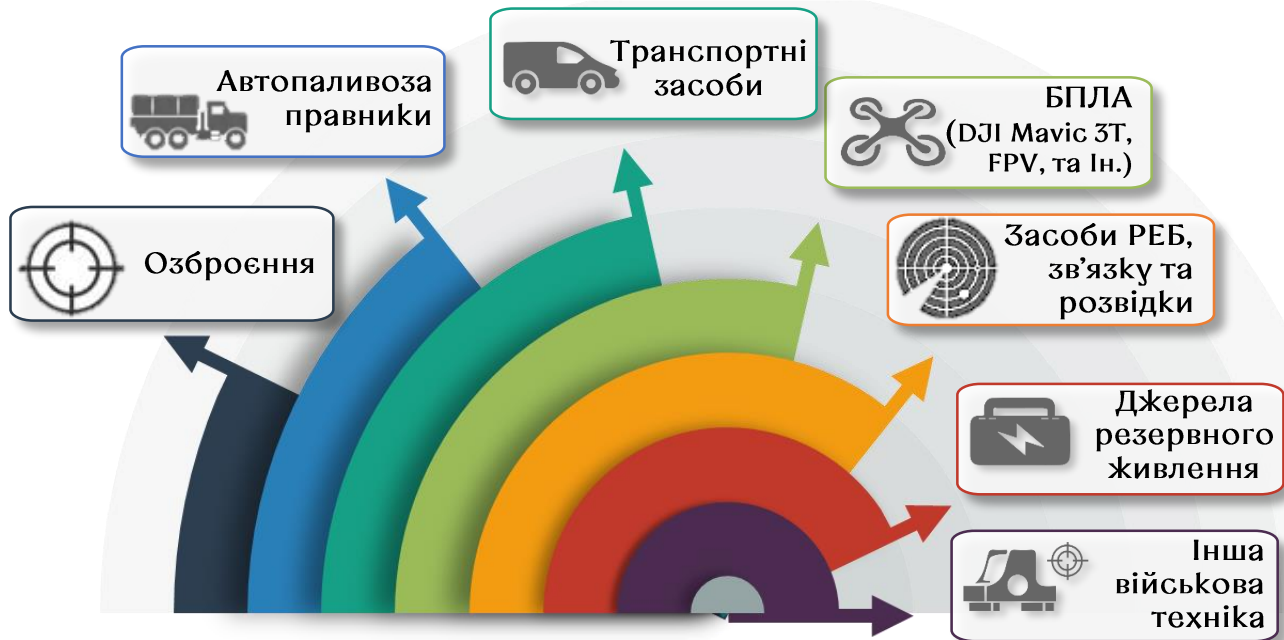 Озброєння
Автопаливоза
правники
Транспортні
засоби
БПЛА
(DJI Mavic 3T,
FPV, та Ін.)
Засоби РЕБ,
зв’язку та
розвідки
Джерела
резервного
живлення
Інша
військова
техніка